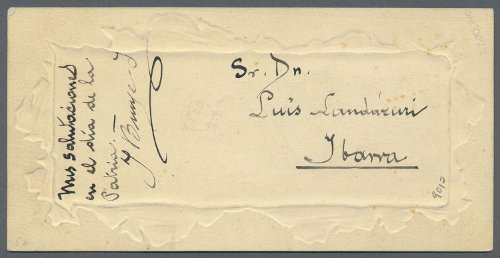 Sr. Dn.
Luis Landázuri
Ibarra
Mis salutaciones
en el día de la
Patria.
9010